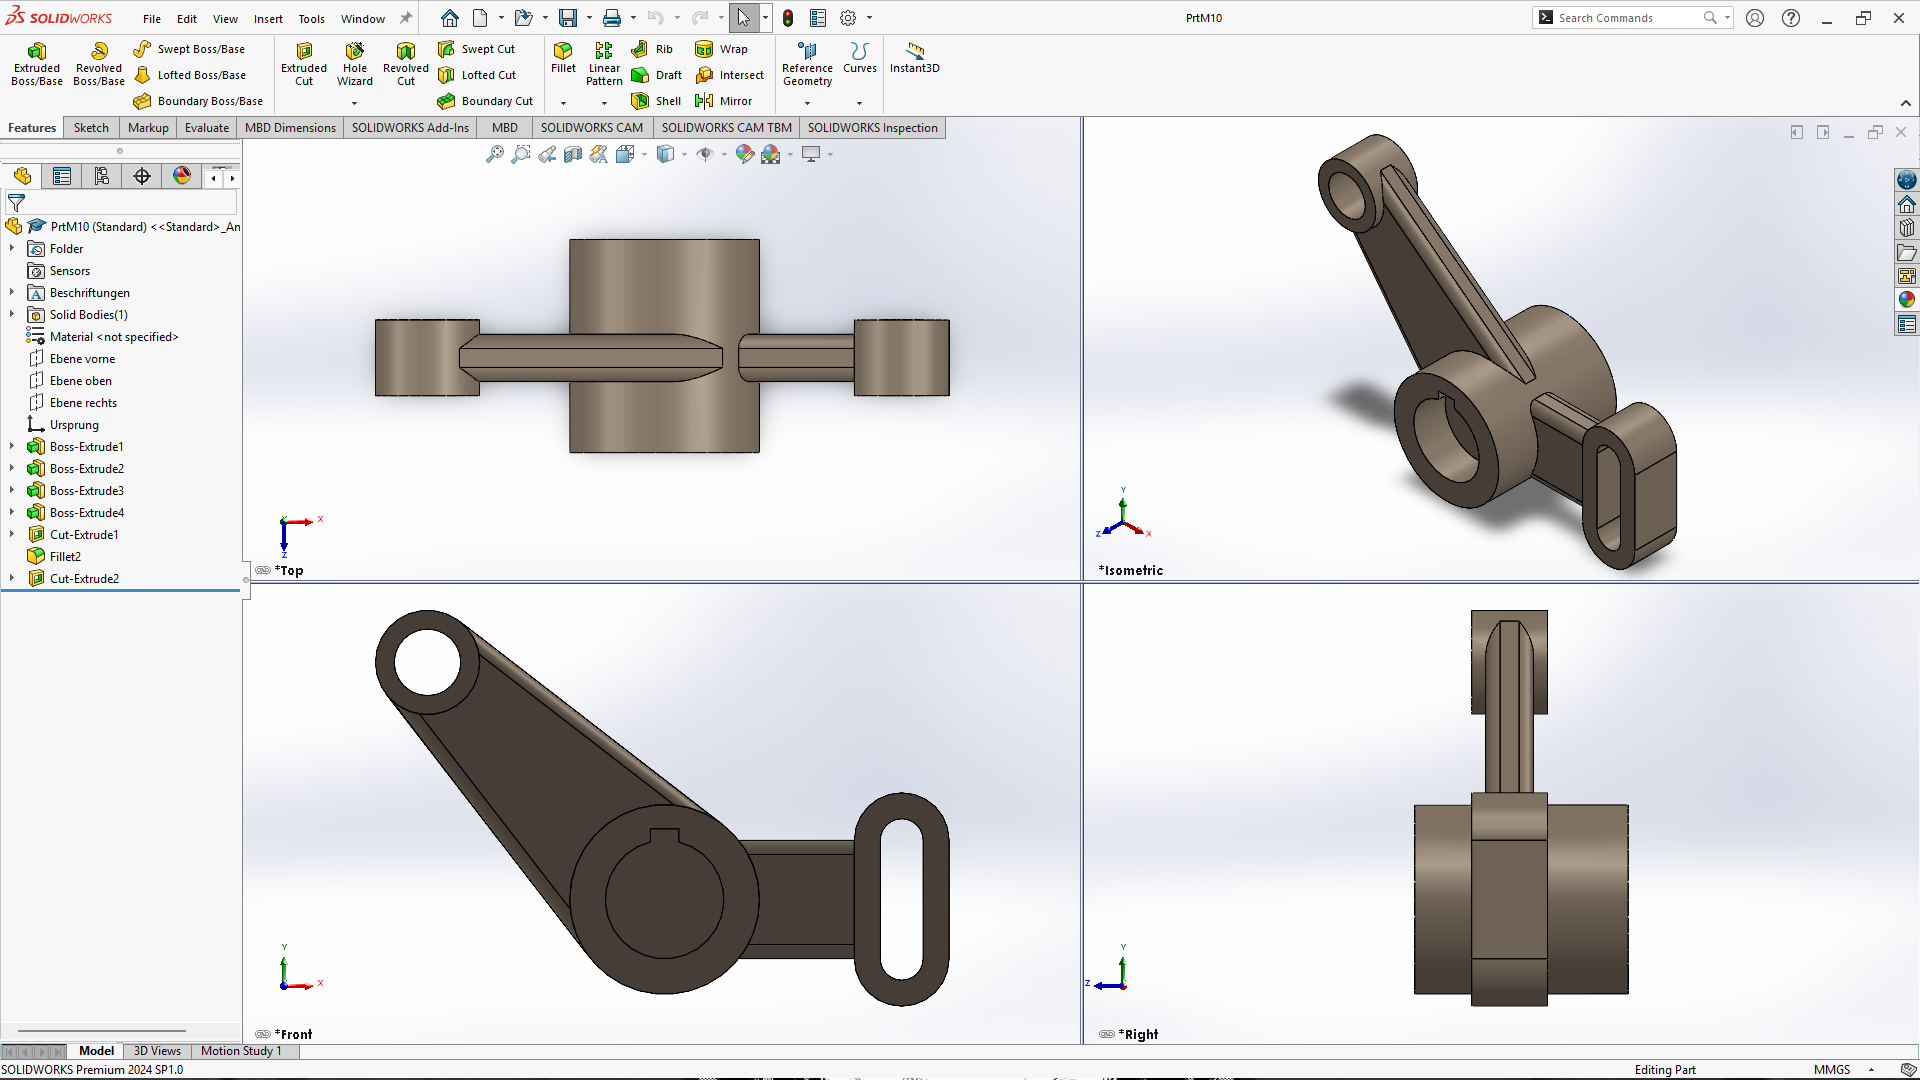 SOLIDWORKS File Edit View Insert Tools Window PrtM10 Search Commands
Extruded Boss/Base
Revolved Boss/Base
Swept Boss/Base
Lofted Boss/Base
Boundary Boss/Base
Extruded Cut
Hole Wizard
Revolved Cut
Swept Cut
Lofted Cut
Boundary Cut
Fillet
Linear Pattern
Rib
Draft
Shell
Wrap
Intersect
Mirror
Reference Geometry
Curves
Instant3D
Features Sketch Markup Evaluate MBD Dimensions SOLIDWORKS Add-Ins MBD SOLIDWORKS CAM SOLIDWORKS CAM TBM SOLIDWORKS Inspection
PrtM10 (Standard) <<Standard>_An
Folder
Sensors
Beschriftungen
Solid Bodies(1)
Material <not specified>
Ebene vorne
Ebene oben
Ebene rechts
Ursprung
Boss-Extrude1
Boss-Extrude2
Boss-Extrude3
Boss-Extrude4
Cut-Extrude1
Fillet2
Cut-Extrude2
Y X
Z
*Top
Y
Z X
*Isometric
Y
X
*Front
Y
Z
*Right
Model 3D Views Motion Study 1
SOLIDWORKS Premium 2024 SP1.0 Editing Part MMGS